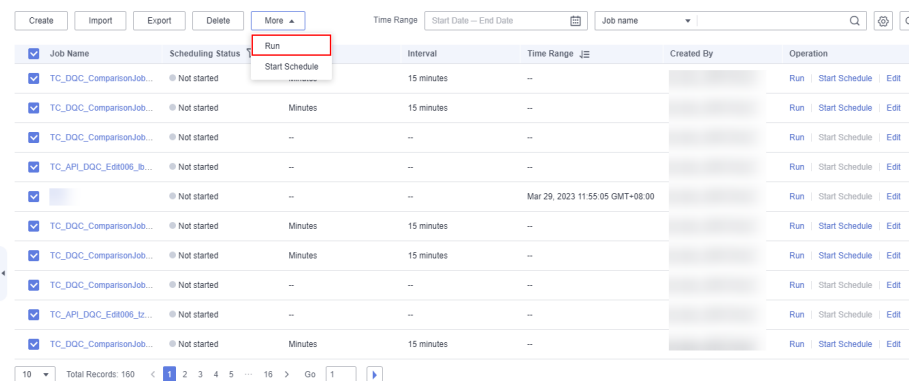 Create Import Export Delete More Time Range Start Date – End Date Job name
Run
Start Schedule
Job Name Scheduling Status Interval Time Range Created By Operation
TC_DQC_ComparisonJob... Not started 15 minutes -- Run Start Schedule Edit
TC_DQC_ComparisonJob... Not started Minutes 15 minutes -- Run Start Schedule Edit
TC_DQC_ComparisonJob... Not started -- -- -- Run Start Schedule Edit
TC_API_DQC_Edit006_lb... Not started -- -- -- Run Start Schedule Edit
Not started -- -- Mar 29, 2023 11:55:05 GMT+08:00 Run Start Schedule Edit
TC_DQC_ComparisonJob... Not started Minutes 15 minutes -- Run Start Schedule Edit
TC_DQC_ComparisonJob... Not started Minutes 15 minutes -- Run Start Schedule Edit
TC_DQC_ComparisonJob... Not started -- -- -- Run Start Schedule Edit
TC_API_DQC_Edit006_tz... Not started -- -- -- Run Start Schedule Edit
TC_DQC_ComparisonJob... Not started Minutes 15 minutes -- Run Start Schedule Edit
10 Total Records: 160 < 1 2 3 4 5 ... 16 > Go 1